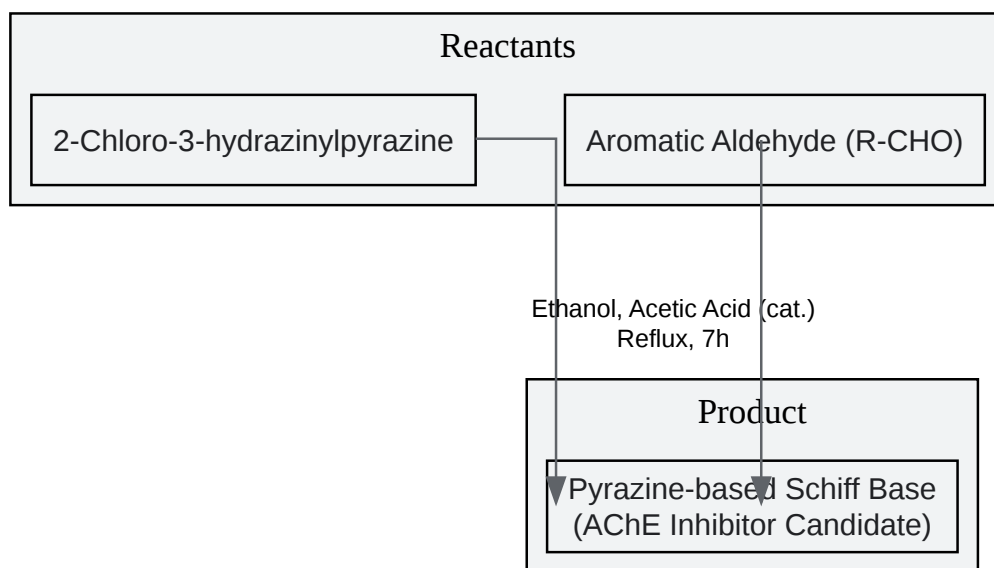 Reactants
2-Chloro-3-hydrazinylpyrazine
Aromatic Aldehyde (R-CHO)
Ethanol, Acetic Acid (cat.)
Reflux, 7h
Product
Pyrazine-based Schiff Base
(AChE Inhibitor Candidate)